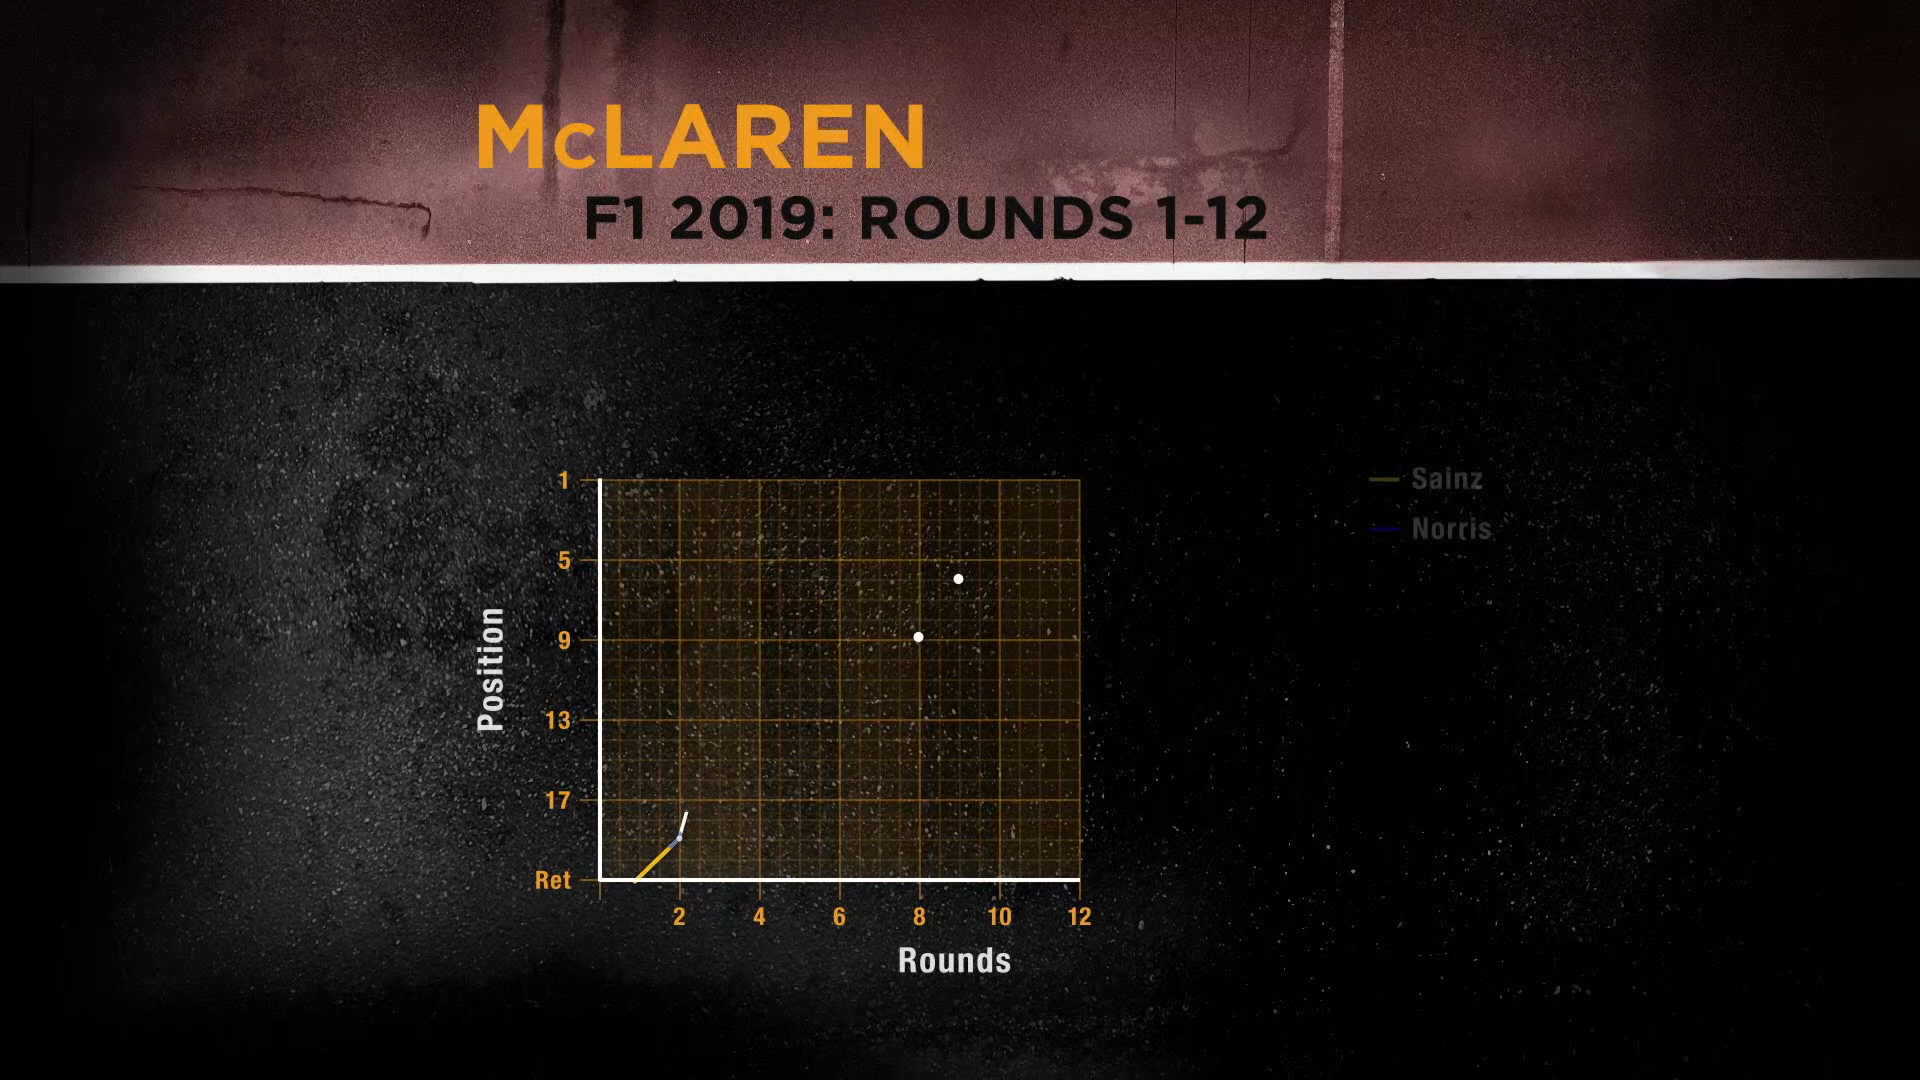 McLAREN
F1 2019: ROUNDS 1-12
Position
1
5
9
13
17
Ret
2 4 6 8 10 12
Rounds
Sainz
Norris